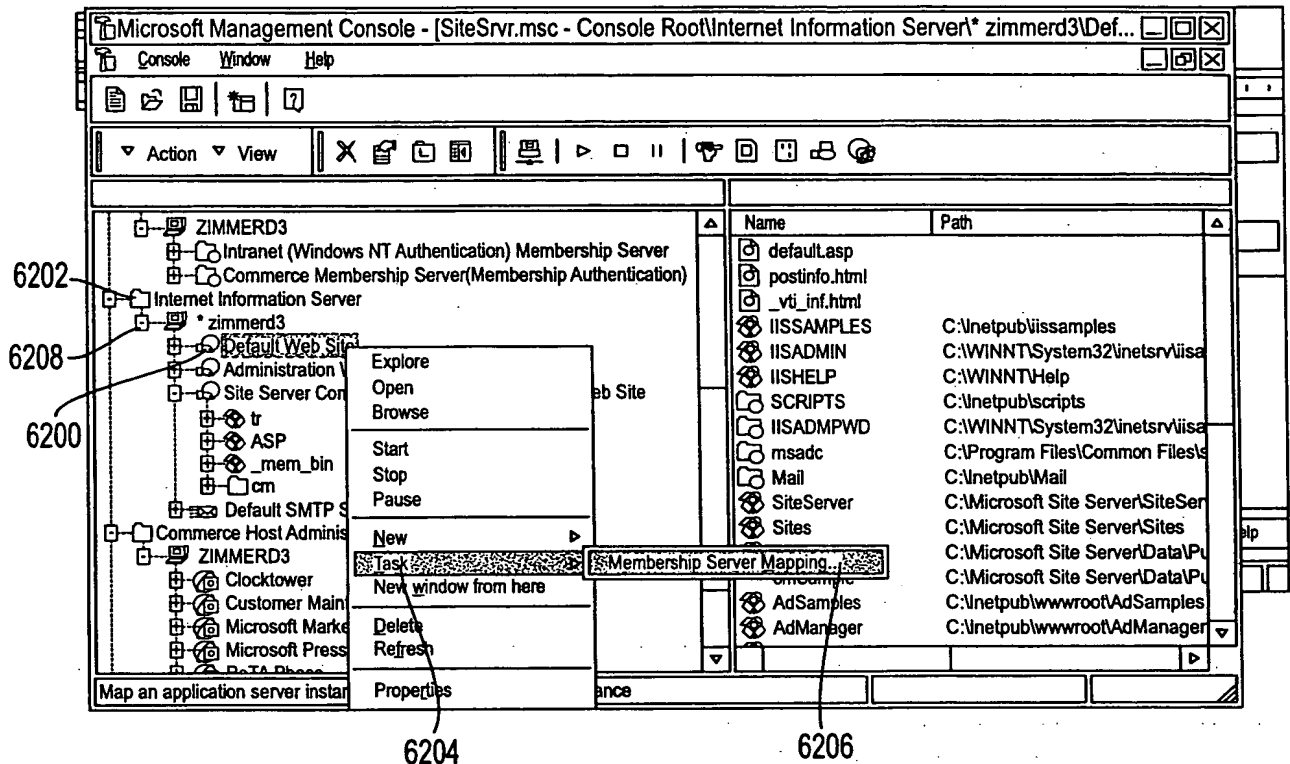 Microsoft Management Console - [SiteSrvr.msc - Console Root\Internet Information Server\* zimmerd3\Def...
Console Window Help
Action View
ZIMMERD3
Intranet (Windows NT Authentication) Membership Server
Commerce Membership Server(Membership Authentication)
6202
Internet Information Server
* zimmerd3
6208
Default Web Site
Administration
6200
Site Server Com
eb Site
tr
ASP
_mem_bin
cm
Default SMTP S
Commerce Host Adminis
ZIMMERD3
Clocktower
Customer Main
Microsoft Marke
Microsoft Press
Explore
Open
Browse
Start
Stop
Pause
New
Task
New window from here
Delete
Refresh
Properties
Membership Server Mapping...
Name Path
default.asp
postinfo.html
_vti_inf.html
IISSAMPLES C:\Inetpub\iissamples
IISADMIN C:\WINNT\System32\inetsrv\iisa
IISHELP C:\WINNT\Help
SCRIPTS C:\Inetpub\scripts
IISADMPWD C:\WINNT\System32\inetsrv\iisa
msadc C:\Program Files\Common Files\s
Mail C:\Inetpub\Mail
SiteServer C:\Microsoft Site Server\SiteSer
Sites C:\Microsoft Site Server\Sites
C:\Microsoft Site Server\Data\Pu
C:\Microsoft Site Server\Data\Pu
AdSamples C:\Inetpub\wwwroot\AdSamples
AdManager C:\Inetpub\wwwroot\AdManager
elp
Map an application server instan
ance
6204
6206